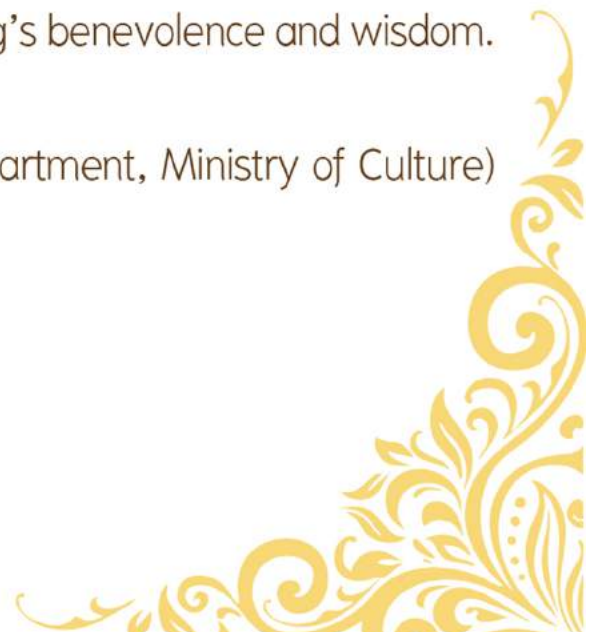 g's benevolence and wisdom.
artment, Ministry of Culture)